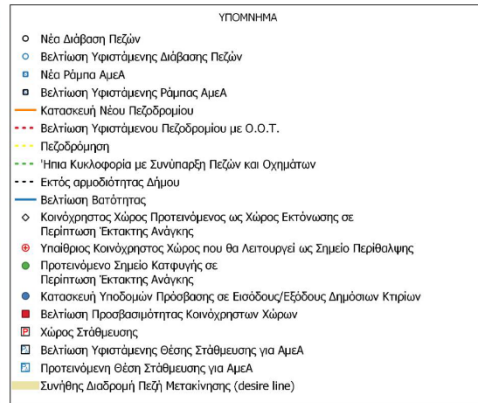 ΥΠΟΜΝΗΜΑ
Νέα Διάβαση Πεζών
Βελτίωση Υφιστάμενης Διάβασης Πεζών
Νέα Ράμπα ΑμεΑ
Βελτίωση Υφιστάμενης Ράμπας ΑμεΑ
Κατασκευή Νέου Πεζοδρομίου
Βελτίωση Υφιστάμενου Πεζοδρομίου με Ο.Ο.Τ.
Πεζοδρόμηση
Ήπια Κυκλοφορία με Συνύπαρξη Πεζών και Οχημάτων
Εκτός αρμοδιότητας Δήμου
Βελτίωση Βατότητας
Κοινόχρηστος Χώρος Προτεινόμενος ως Χώρος Εκτόνωσης σε
Περίπτωση Έκτακτης Ανάγκης
Υπαίθριος Κοινόχρηστος Χώρος που θα Λειτουργεί ως Σημείο Περίθαλψης
Προτεινόμενο Σημείο Κατφυγής σε
Περίπτωση Έκτακτης Ανάγκης
Κατασκευή Υποδομών Πρόσβασης σε Εισόδους/Εξόδους Δημόσιων Κτιρίων
Βελτίωση Προσβασιμότητας Κοινόχρηστων Χώρων
P Χώρος Στάθμευσης
Βελτίωση Υφιστάμενης Θέσης Στάθμευσης για ΑμεΑ
Προτεινόμενη Θέση Στάθμευσης για ΑμεΑ
Συνήθης Διαδρομή Πεζή Μετακίνησης (desire line)